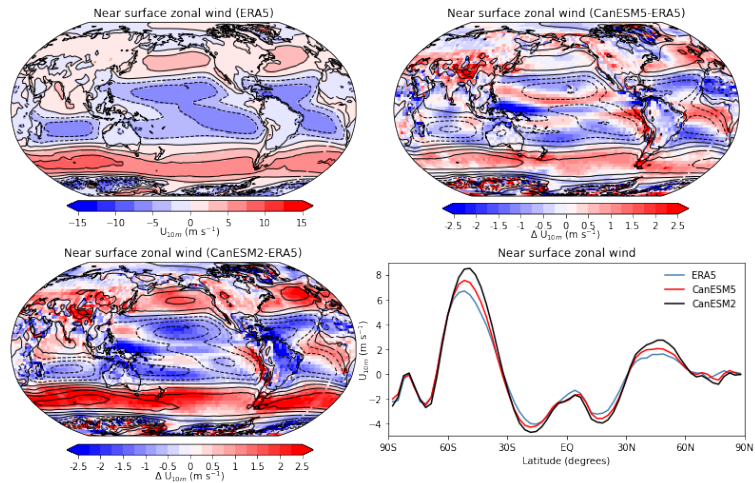 Near surface zonal wind (ERA5)
−15 −10 −5 0 5 10 15
U10m (m s⁻¹)
Near surface zonal wind (CanESM5-ERA5)
-2.5 -2 -1.5 -1 -0.5 0 0.5 1 1.5 2 2.5
Δ U10m (m s⁻¹)
Near surface zonal wind (CanESM2-ERA5)
-2.5 -2 -1.5 -1 -0.5 0 0.5 1 1.5 2 2.5
Δ U10m (m s⁻¹)
Near surface zonal wind
ERA5
CanESM5
CanESM2
8
6
4
2
0
−2
−4
U10m (m s⁻¹)
90S 60S 30S EQ 30N 60N 90N
Latitude (degrees)